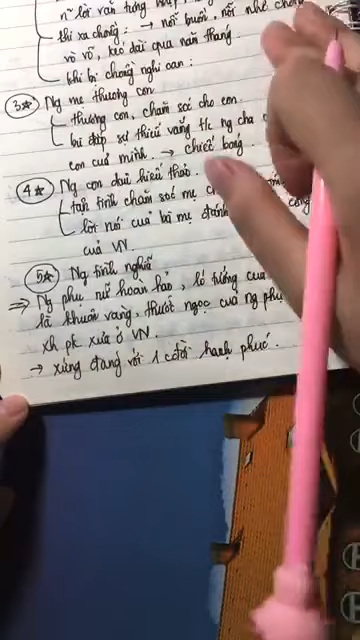 thi xa chồng: → nỗi buồn, nỗi nhớ chồng
vò võ, kéo dài qua năm tháng.
khi bị chồng nghi oan:
3☆ Ng mẹ thương con
thương con, chăm sóc cho con.
bù đắp sự thiếu vắng t/c ng cha
con của mình. → chiếc bóng.
4☆ Ng con dâu hiếu thảo.
tận tình chăm sóc mẹ
lời nói của bà mẹ đánh
của VN
5☆ Ng tình nghĩa
⇒ Ng phụ nữ hoàn hảo, lí tưởng của
là khuôn vàng, thước ngọc của ng phụ
xh pk xưa ở VN.
→ xứng đáng với 1 cđời hạnh phúc.